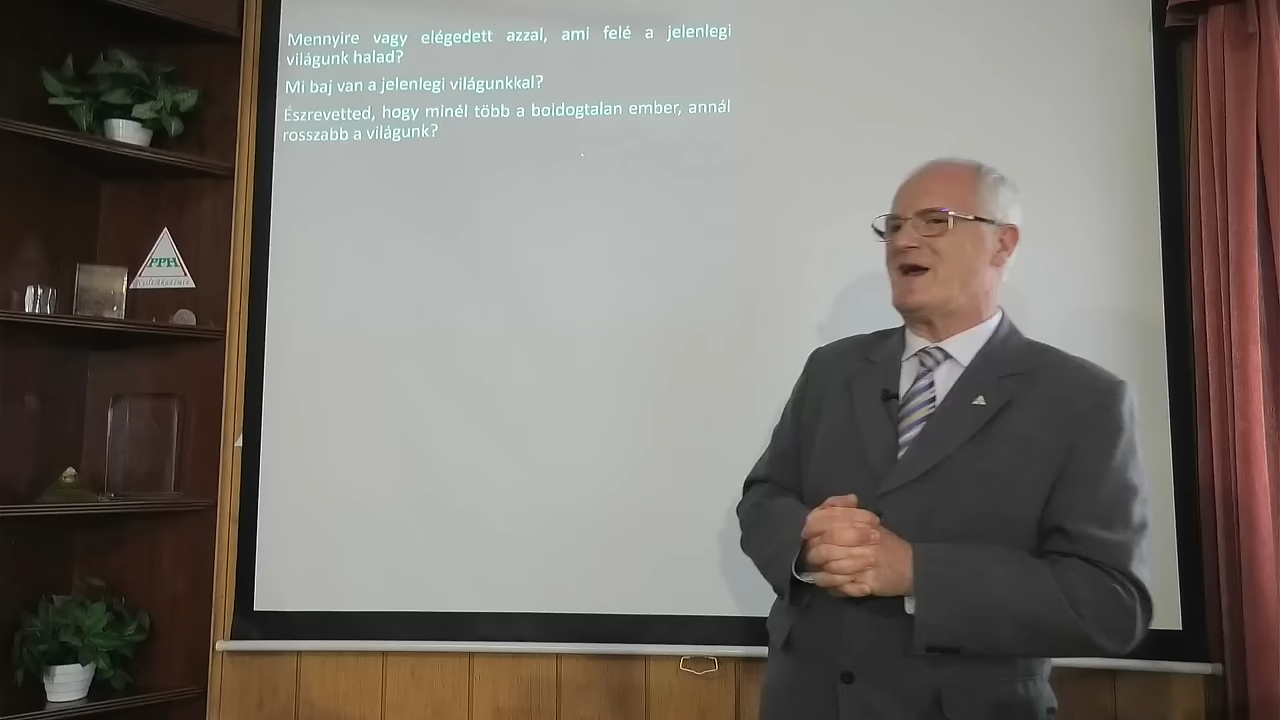 Mennyire vagy elégedett azzal, ami felé a jelenlegi
világunk halad?
Mi baj van a jelenlegi világunkkal?
Észrevetted, hogy minél több a boldogtalan ember, annál
rosszabb a világunk?
PPH